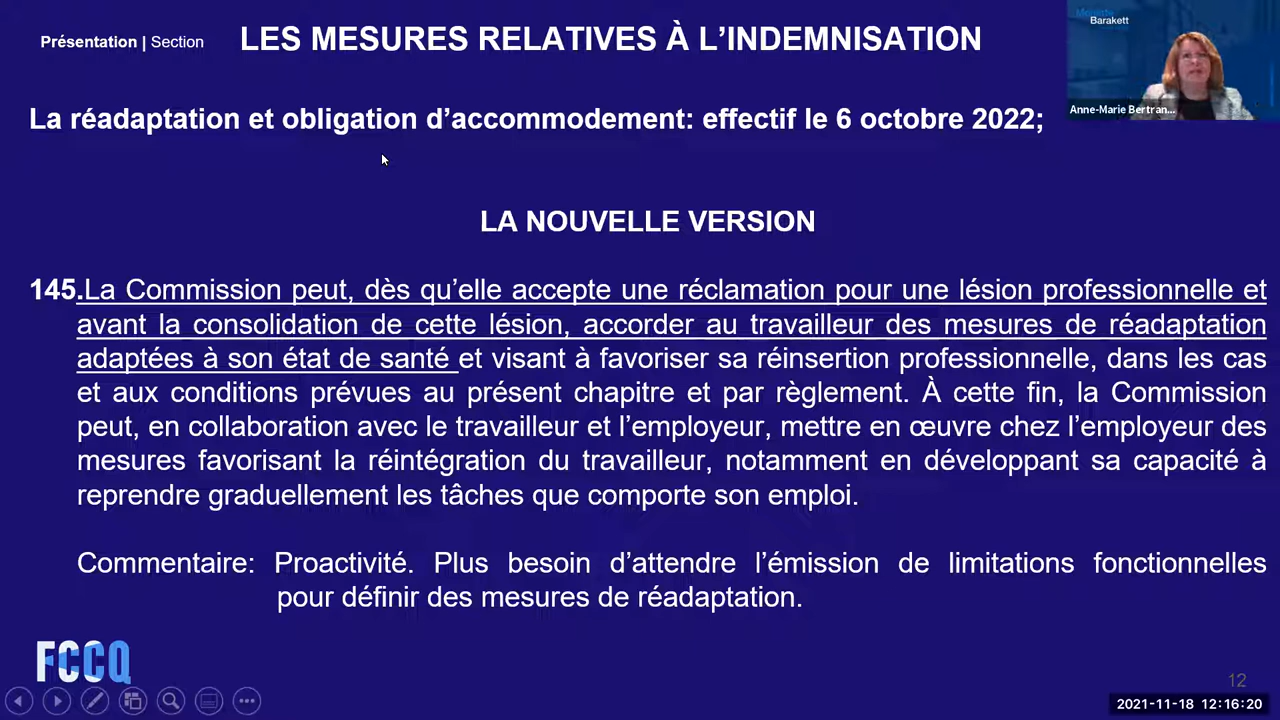 Présentation | Section
LES MESURES RELATIVES À L'INDEMNISATION
Barakett
Anne-Marie Bertran...
La réadaptation et obligation d'accommodement: effectif le 6 octobre 2022;
LA NOUVELLE VERSION
145.La Commission peut, dès qu'elle accepte une réclamation pour une lésion professionnelle et
avant la consolidation de cette lésion, accorder au travailleur des mesures de réadaptation
adaptées à son état de santé et visant à favoriser sa réinsertion professionnelle, dans les cas
et aux conditions prévues au présent chapitre et par règlement. À cette fin, la Commission
peut, en collaboration avec le travailleur et l'employeur, mettre en œuvre chez l'employeur des
mesures favorisant la réintégration du travailleur, notamment en développant sa capacité à
reprendre graduellement les tâches que comporte son emploi.
Commentaire: Proactivité. Plus besoin d'attendre l'émission de limitations fonctionnelles
pour définir des mesures de réadaptation.
FCCQ
12
2021-11-18 12:16:20